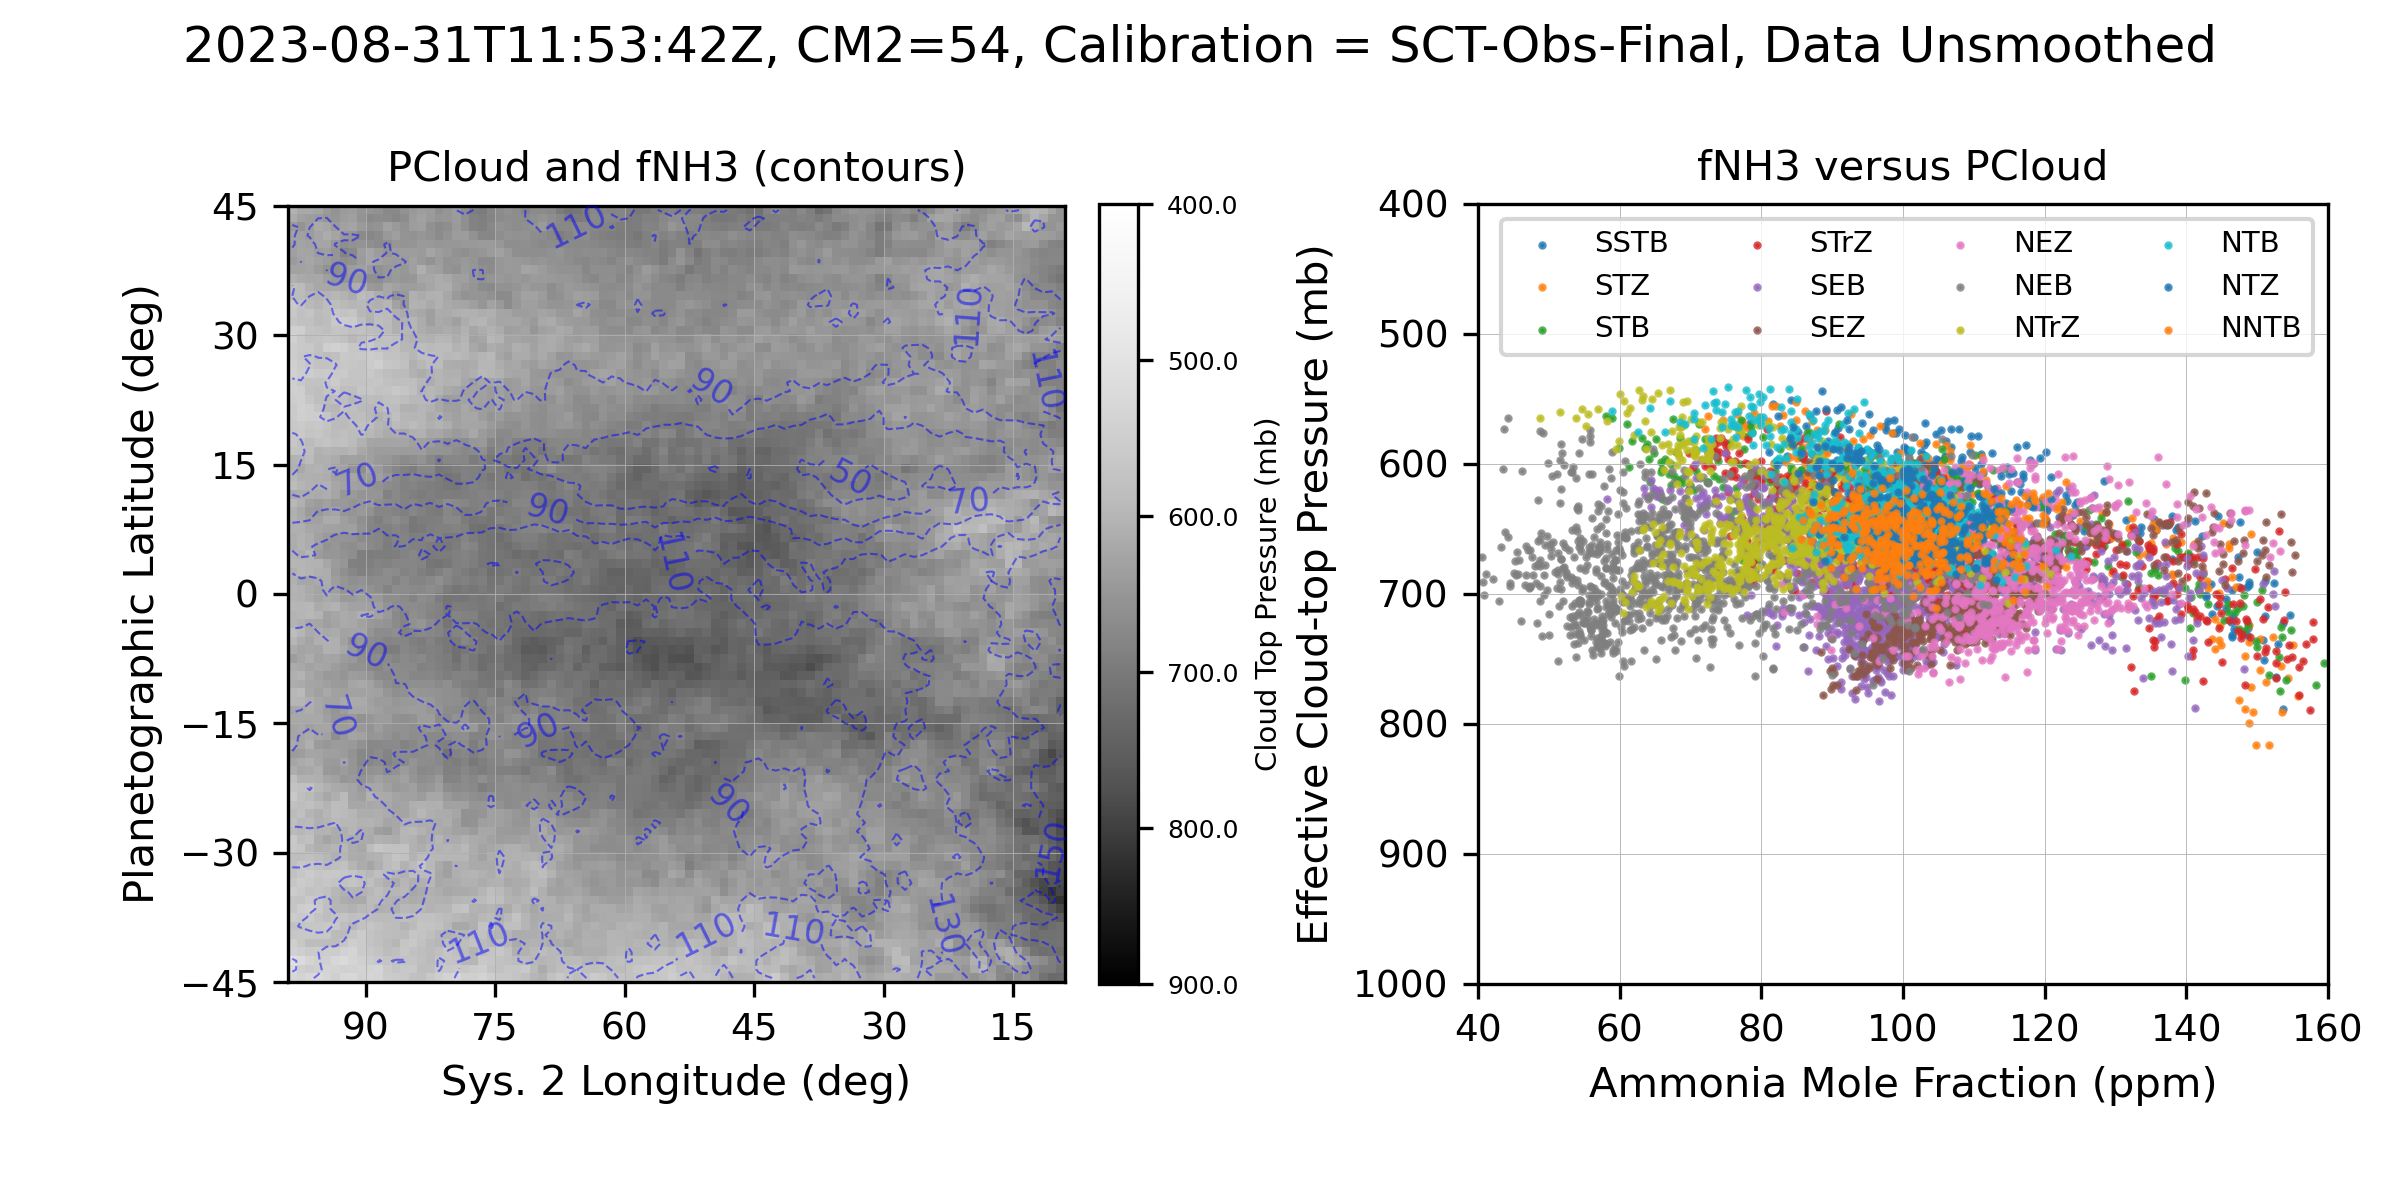 2023-08-31T11:53:42Z, CM2=54, Calibration = SCT-Obs-Final, Data Unsmoothed
PCloud and fNH3 (contours)
Planetographic Latitude (deg)
45
30
15
0
−15
−30
−45
90
75
60
45
30
15
Sys. 2 Longitude (deg)
110
90
110
110
90
70
50
70
90
110
90
70
90
90
150
110
110
110
130
400.0
500.0
600.0
700.0
800.0
900.0
Cloud Top Pressure (mb)
fNH3 versus PCloud
Effective Cloud-top Pressure (mb)
400
500
600
700
800
900
1000
SSTB
STZ
STB
STrZ
SEB
SEZ
NEZ
NEB
NTrZ
NTB
NTZ
NNTB
40
60
80
100
120
140
160
Ammonia Mole Fraction (ppm)